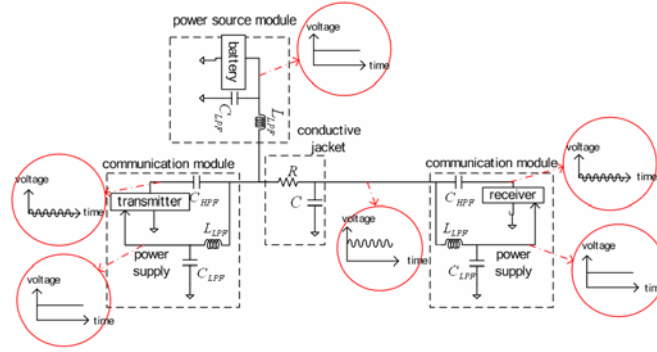 power source module
battery
C_LPF
L_LPF
voltage
time
conductive
jacket
R
C
communication module
transmitter
C_HPF
L_LPF
C_LPF
power
supply
voltage
time
voltage
time
voltage
time
communication module
C_HPF
receiver
L_LPF
C_LPF
power
supply
voltage
time
voltage
time